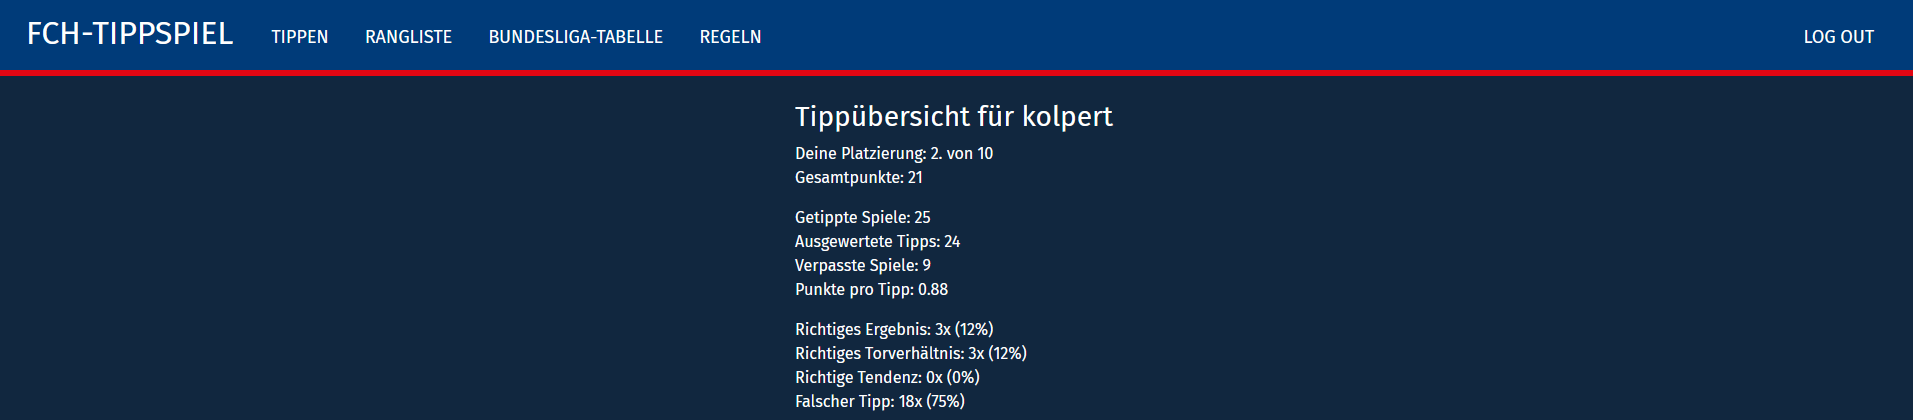 FCH-TIPPSPIEL TIPPEN RANGLISTE BUNDESLIGA-TABELLE REGELN LOG OUT
Tippübersicht für kolpert
Deine Platzierung: 2. von 10
Gesamtpunkte: 21
Getippte Spiele: 25
Ausgewertete Tipps: 24
Verpasste Spiele: 9
Punkte pro Tipp: 0.88
Richtiges Ergebnis: 3x (12%)
Richtiges Torverhältnis: 3x (12%)
Richtige Tendenz: 0x (0%)
Falscher Tipp: 18x (75%)